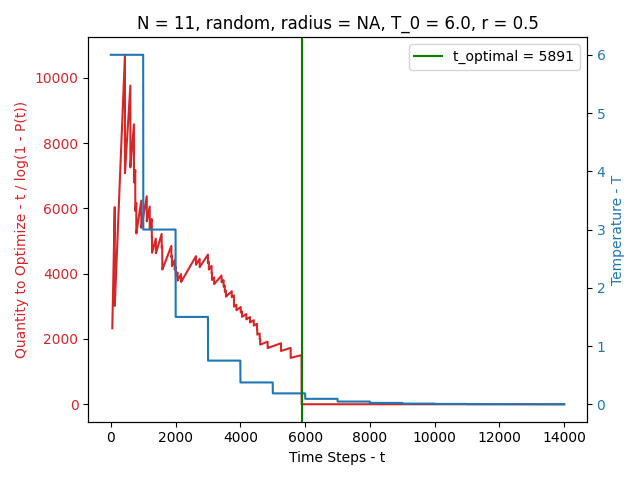 N = 11, random, radius = NA, T_0 = 6.0, r = 0.5
t_optimal = 5891
Quantity to Optimize - t / log(1 - P(t))
10000
8000
6000
4000
2000
0
6
5
4
3
2
1
0
Temperature - T
0 2000 4000 6000 8000 10000 12000 14000
Time Steps - t